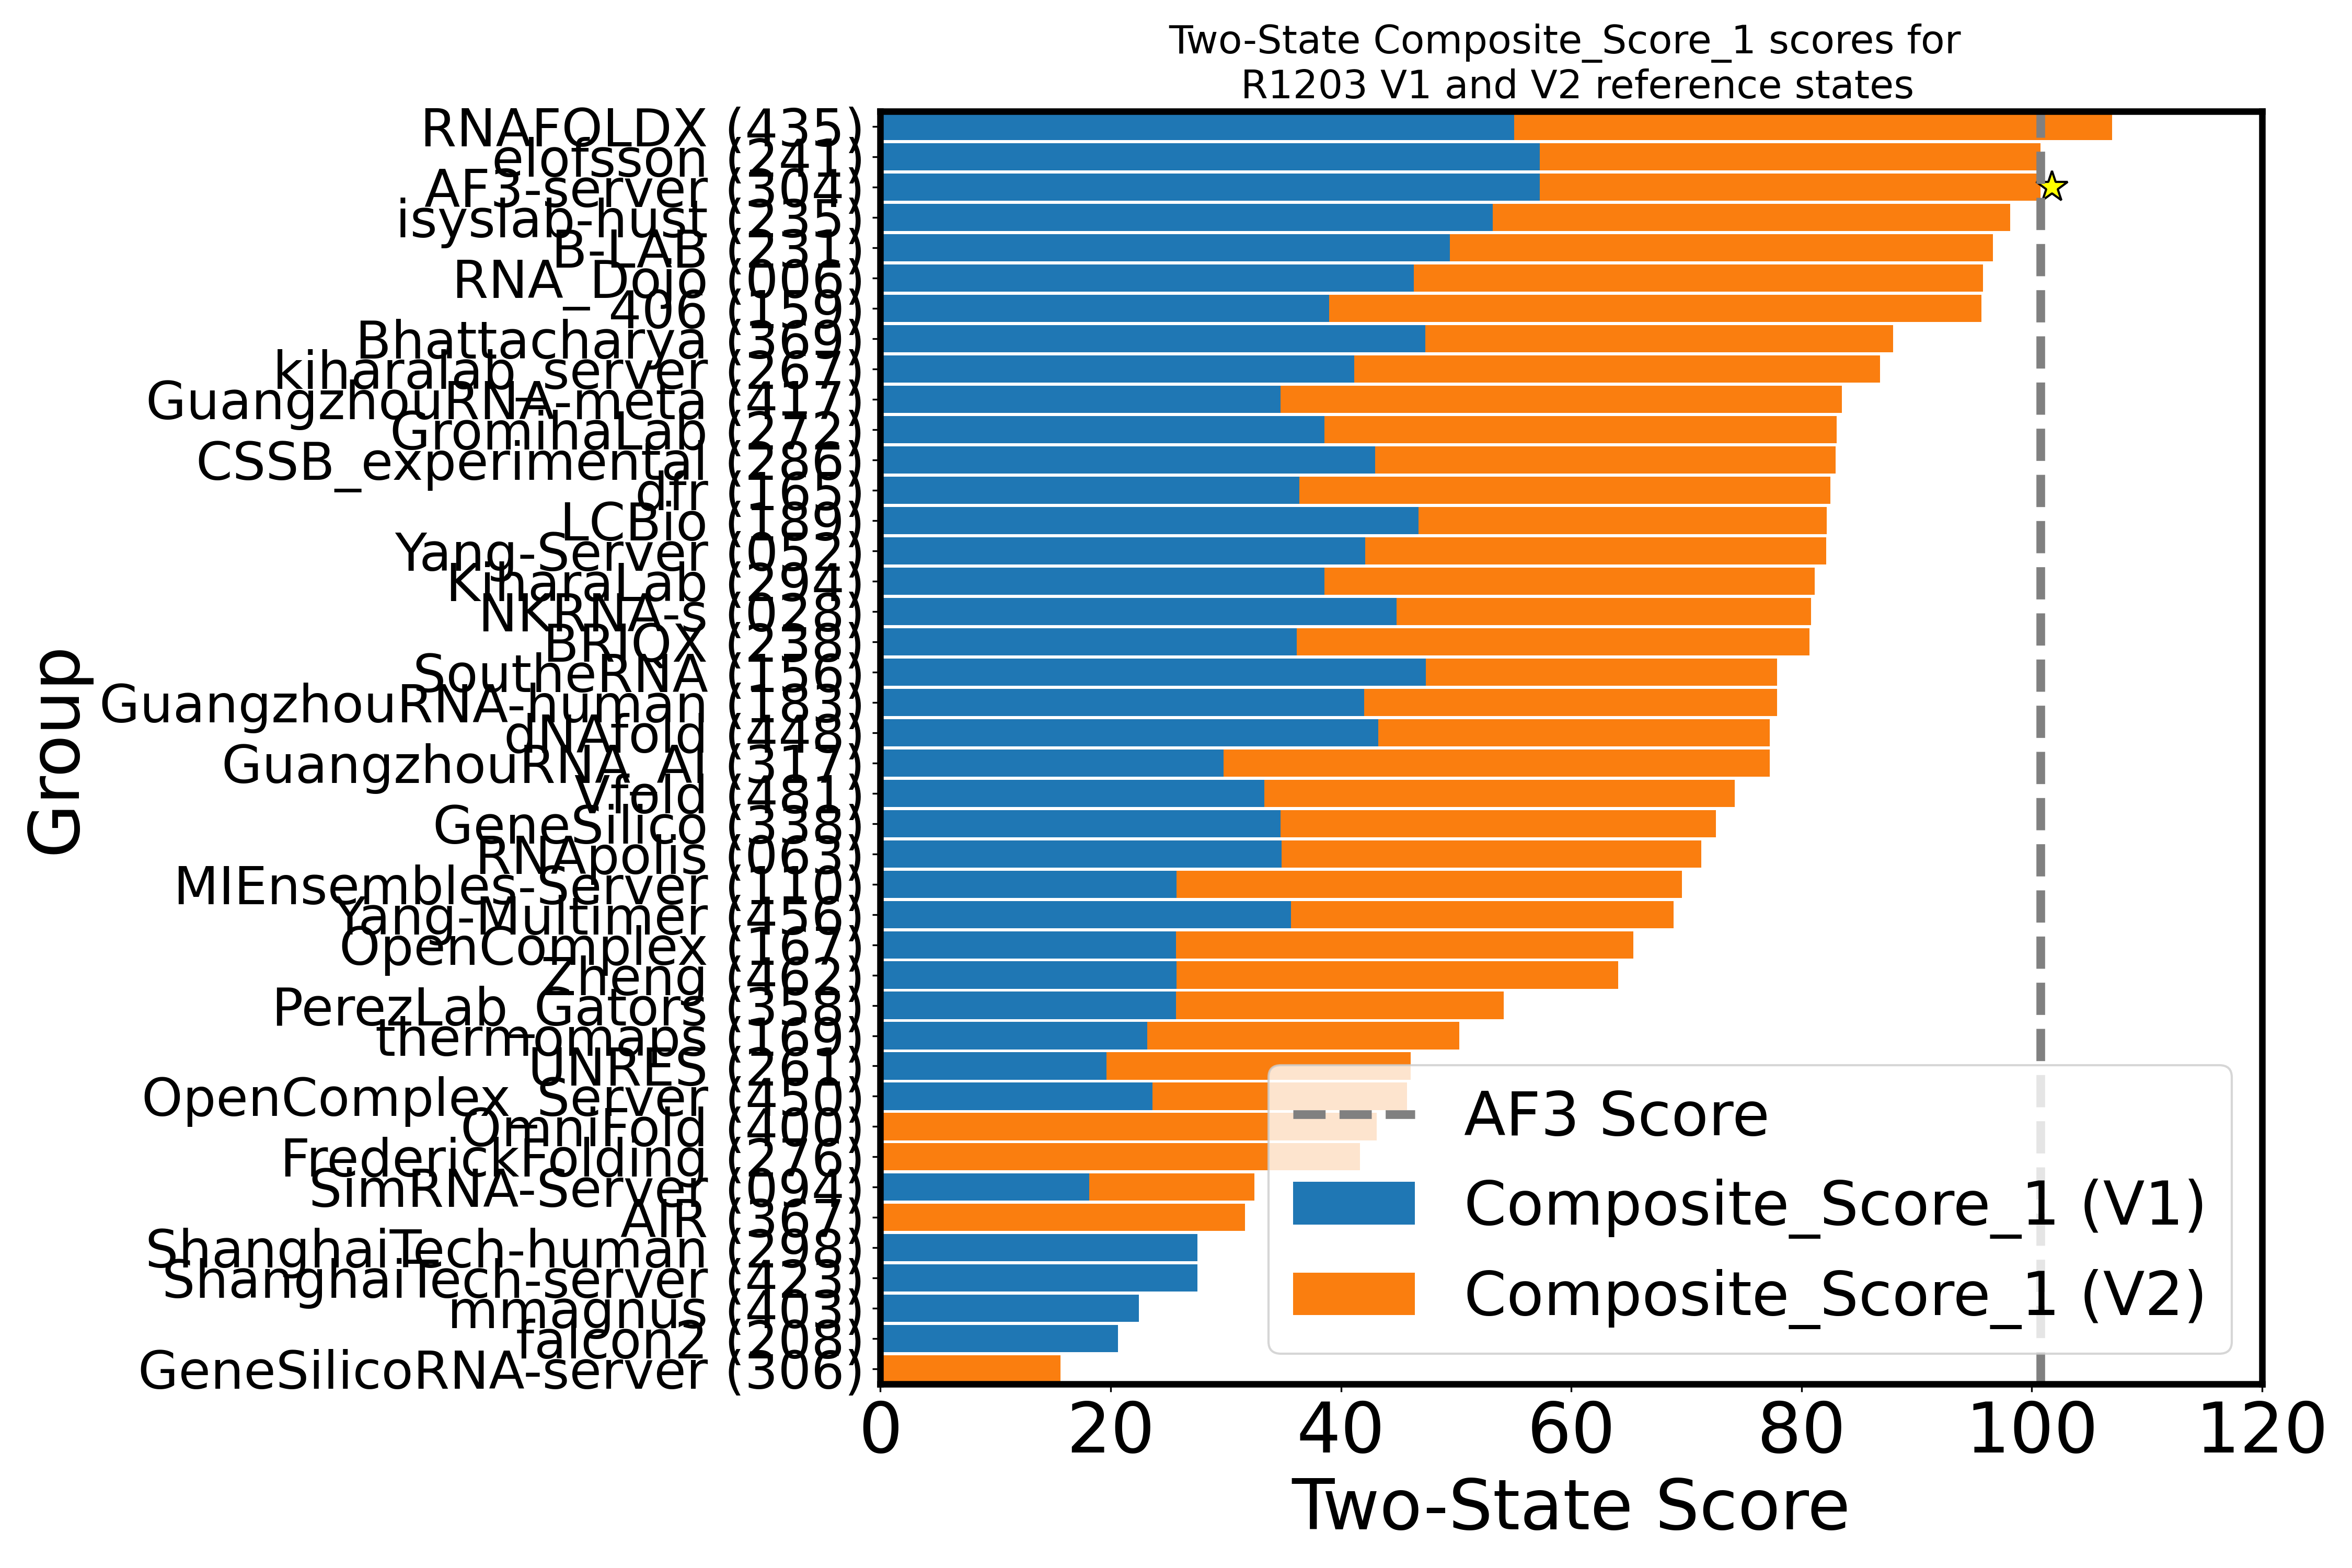 Two-State Composite_Score_1 scores for
R1203 V1 and V2 reference states
Group
RNAFOLDX (435)
elofsson (241)
AF3-server (304)
isyslab-hust (235)
B-LAB (231)
RNA_Dojo (006)
406 (159)
Bhattacharya (369)
kiharalab_server (267)
GuangzhouRNA-meta (417)
GromihaLab (272)
CSSB_experimental (286)
dfr (165)
LCBio (189)
Yang-Server (052)
KiharaLab (294)
NKRNA-s (028)
BRIQX (238)
SoutheRNA (156)
GuangzhouRNA-human (183)
dNAfold (448)
GuangzhouRNA_AI (317)
Vfold (481)
GeneSilico (338)
RNApolis (063)
MIEnsembles-Server (110)
Yang-Multimer (456)
OpenComplex (167)
Zheng (462)
PerezLab_Gators (358)
thermomaps (169)
UNRES (261)
OpenComplex_Server (450)
OmniFold (400)
FrederickFolding (276)
SimRNA-Server (094)
AIR (367)
ShanghaiTech-human (298)
ShanghaiTech-server (423)
mmagnus (403)
falcon2 (208)
GeneSilicoRNA-server (306)
AF3 Score
Composite_Score_1 (V1)
Composite_Score_1 (V2)
0 20 40 60 80 100 120
Two-State Score